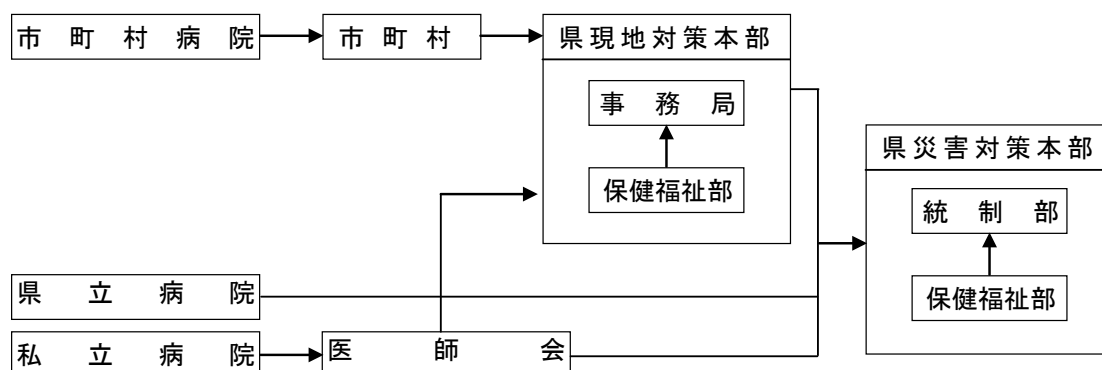 市町村病院
市町村
県現地対策本部
事務局
保健福祉部
県災害対策本部
統制部
保健福祉部
県立病院
私立病院
医師会